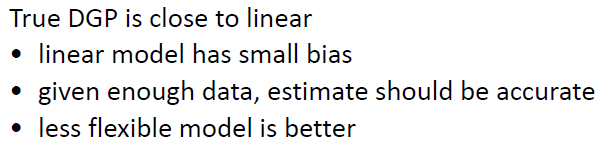 True DGP is close to linear
• linear model has small bias
• given enough data, estimate should be accurate
• less flexible model is better